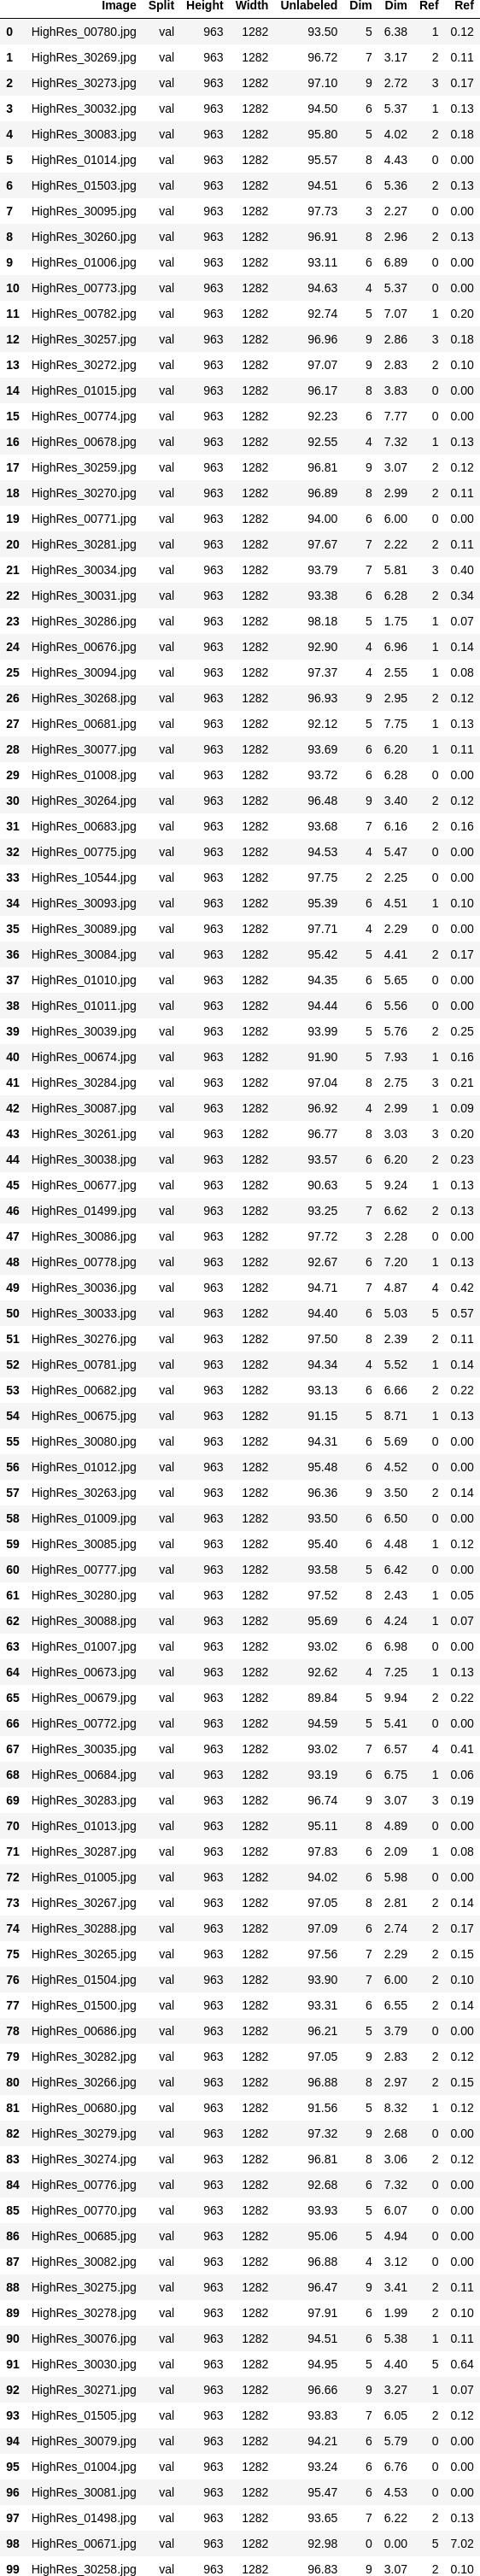 Image Split Height Width Unlabeled Dim Dim Ref Ref
0 HighRes_00780.jpg val 963 1282 93.50 5 6.38 1 0.12
1 HighRes_30269.jpg val 963 1282 96.72 7 3.17 2 0.11
2 HighRes_30273.jpg val 963 1282 97.10 9 2.72 3 0.17
3 HighRes_30032.jpg val 963 1282 94.50 6 5.37 1 0.13
4 HighRes_30083.jpg val 963 1282 95.80 5 4.02 2 0.18
5 HighRes_01014.jpg val 963 1282 95.57 8 4.43 0 0.00
6 HighRes_01503.jpg val 963 1282 94.51 6 5.36 2 0.13
7 HighRes_30095.jpg val 963 1282 97.73 3 2.27 0 0.00
8 HighRes_30260.jpg val 963 1282 96.91 8 2.96 2 0.13
9 HighRes_01006.jpg val 963 1282 93.11 6 6.89 0 0.00
10 HighRes_00773.jpg val 963 1282 94.63 4 5.37 0 0.00
11 HighRes_00782.jpg val 963 1282 92.74 5 7.07 1 0.20
12 HighRes_30257.jpg val 963 1282 96.96 9 2.86 3 0.18
13 HighRes_30272.jpg val 963 1282 97.07 9 2.83 2 0.10
14 HighRes_01015.jpg val 963 1282 96.17 8 3.83 0 0.00
15 HighRes_00774.jpg val 963 1282 92.23 6 7.77 0 0.00
16 HighRes_00678.jpg val 963 1282 92.55 4 7.32 1 0.13
17 HighRes_30259.jpg val 963 1282 96.81 9 3.07 2 0.12
18 HighRes_30270.jpg val 963 1282 96.89 8 2.99 2 0.11
19 HighRes_00771.jpg val 963 1282 94.00 6 6.00 0 0.00
20 HighRes_30281.jpg val 963 1282 97.67 7 2.22 2 0.11
21 HighRes_30034.jpg val 963 1282 93.79 7 5.81 3 0.40
22 HighRes_30031.jpg val 963 1282 93.38 6 6.28 2 0.34
23 HighRes_30286.jpg val 963 1282 98.18 5 1.75 1 0.07
24 HighRes_00676.jpg val 963 1282 92.90 4 6.96 1 0.14
25 HighRes_30094.jpg val 963 1282 97.37 4 2.55 1 0.08
26 HighRes_30268.jpg val 963 1282 96.93 9 2.95 2 0.12
27 HighRes_00681.jpg val 963 1282 92.12 5 7.75 1 0.13
28 HighRes_30077.jpg val 963 1282 93.69 6 6.20 1 0.11
29 HighRes_01008.jpg val 963 1282 93.72 6 6.28 0 0.00
30 HighRes_30264.jpg val 963 1282 96.48 9 3.40 2 0.12
31 HighRes_00683.jpg val 963 1282 93.68 7 6.16 2 0.16
32 HighRes_00775.jpg val 963 1282 94.53 4 5.47 0 0.00
33 HighRes_10544.jpg val 963 1282 97.75 2 2.25 0 0.00
34 HighRes_30093.jpg val 963 1282 95.39 6 4.51 1 0.10
35 HighRes_30089.jpg val 963 1282 97.71 4 2.29 0 0.00
36 HighRes_30084.jpg val 963 1282 95.42 5 4.41 2 0.17
37 HighRes_01010.jpg val 963 1282 94.35 6 5.65 0 0.00
38 HighRes_01011.jpg val 963 1282 94.44 6 5.56 0 0.00
39 HighRes_30039.jpg val 963 1282 93.99 5 5.76 2 0.25
40 HighRes_00674.jpg val 963 1282 91.90 5 7.93 1 0.16
41 HighRes_30284.jpg val 963 1282 97.04 8 2.75 3 0.21
42 HighRes_30087.jpg val 963 1282 96.92 4 2.99 1 0.09
43 HighRes_30261.jpg val 963 1282 96.77 8 3.03 3 0.20
44 HighRes_30038.jpg val 963 1282 93.57 6 6.20 2 0.23
45 HighRes_00677.jpg val 963 1282 90.63 5 9.24 1 0.13
46 HighRes_01499.jpg val 963 1282 93.25 7 6.62 2 0.13
47 HighRes_30086.jpg val 963 1282 97.72 3 2.28 0 0.00
48 HighRes_00778.jpg val 963 1282 92.67 6 7.20 1 0.13
49 HighRes_30036.jpg val 963 1282 94.71 7 4.87 4 0.42
50 HighRes_30033.jpg val 963 1282 94.40 6 5.03 5 0.57
51 HighRes_30276.jpg val 963 1282 97.50 8 2.39 2 0.11
52 HighRes_00781.jpg val 963 1282 94.34 4 5.52 1 0.14
53 HighRes_00682.jpg val 963 1282 93.13 6 6.66 2 0.22
54 HighRes_00675.jpg val 963 1282 91.15 5 8.71 1 0.13
55 HighRes_30080.jpg val 963 1282 94.31 6 5.69 0 0.00
56 HighRes_01012.jpg val 963 1282 95.48 6 4.52 0 0.00
57 HighRes_30263.jpg val 963 1282 96.36 9 3.50 2 0.14
58 HighRes_01009.jpg val 963 1282 93.50 6 6.50 0 0.00
59 HighRes_30085.jpg val 963 1282 95.40 6 4.48 1 0.12
60 HighRes_00777.jpg val 963 1282 93.58 5 6.42 0 0.00
61 HighRes_30280.jpg val 963 1282 97.52 8 2.43 1 0.05
62 HighRes_30088.jpg val 963 1282 95.69 6 4.24 1 0.07
63 HighRes_01007.jpg val 963 1282 93.02 6 6.98 0 0.00
64 HighRes_00673.jpg val 963 1282 92.62 4 7.25 1 0.13
65 HighRes_00679.jpg val 963 1282 89.84 5 9.94 2 0.22
66 HighRes_00772.jpg val 963 1282 94.59 5 5.41 0 0.00
67 HighRes_30035.jpg val 963 1282 93.02 7 6.57 4 0.41
68 HighRes_00684.jpg val 963 1282 93.19 6 6.75 1 0.06
69 HighRes_30283.jpg val 963 1282 96.74 9 3.07 3 0.19
70 HighRes_01013.jpg val 963 1282 95.11 8 4.89 0 0.00
71 HighRes_30287.jpg val 963 1282 97.83 6 2.09 1 0.08
72 HighRes_01005.jpg val 963 1282 94.02 6 5.98 0 0.00
73 HighRes_30267.jpg val 963 1282 97.05 8 2.81 2 0.14
74 HighRes_30288.jpg val 963 1282 97.09 6 2.74 2 0.17
75 HighRes_30265.jpg val 963 1282 97.56 7 2.29 2 0.15
76 HighRes_01504.jpg val 963 1282 93.90 7 6.00 2 0.10
77 HighRes_01500.jpg val 963 1282 93.31 6 6.55 2 0.14
78 HighRes_00686.jpg val 963 1282 96.21 5 3.79 0 0.00
79 HighRes_30282.jpg val 963 1282 97.05 9 2.83 2 0.12
80 HighRes_30266.jpg val 963 1282 96.88 8 2.97 2 0.15
81 HighRes_00680.jpg val 963 1282 91.56 5 8.32 1 0.12
82 HighRes_30279.jpg val 963 1282 97.32 9 2.68 0 0.00
83 HighRes_30274.jpg val 963 1282 96.81 8 3.06 2 0.12
84 HighRes_00776.jpg val 963 1282 92.68 6 7.32 0 0.00
85 HighRes_00770.jpg val 963 1282 93.93 5 6.07 0 0.00
86 HighRes_00685.jpg val 963 1282 95.06 5 4.94 0 0.00
87 HighRes_30082.jpg val 963 1282 96.88 4 3.12 0 0.00
88 HighRes_30275.jpg val 963 1282 96.47 9 3.41 2 0.11
89 HighRes_30278.jpg val 963 1282 97.91 6 1.99 2 0.10
90 HighRes_30076.jpg val 963 1282 94.51 6 5.38 1 0.11
91 HighRes_30030.jpg val 963 1282 94.95 5 4.40 5 0.64
92 HighRes_30271.jpg val 963 1282 96.66 9 3.27 1 0.07
93 HighRes_01505.jpg val 963 1282 93.83 7 6.05 2 0.12
94 HighRes_30079.jpg val 963 1282 94.21 6 5.79 0 0.00
95 HighRes_01004.jpg val 963 1282 93.24 6 6.76 0 0.00
96 HighRes_30081.jpg val 963 1282 95.47 6 4.53 0 0.00
97 HighRes_01498.jpg val 963 1282 93.65 7 6.22 2 0.13
98 HighRes_00671.jpg val 963 1282 92.98 0 0.00 5 7.02
99 HighRes_30258.jpg val 963 1282 96.83 9 3.07 2 0.10